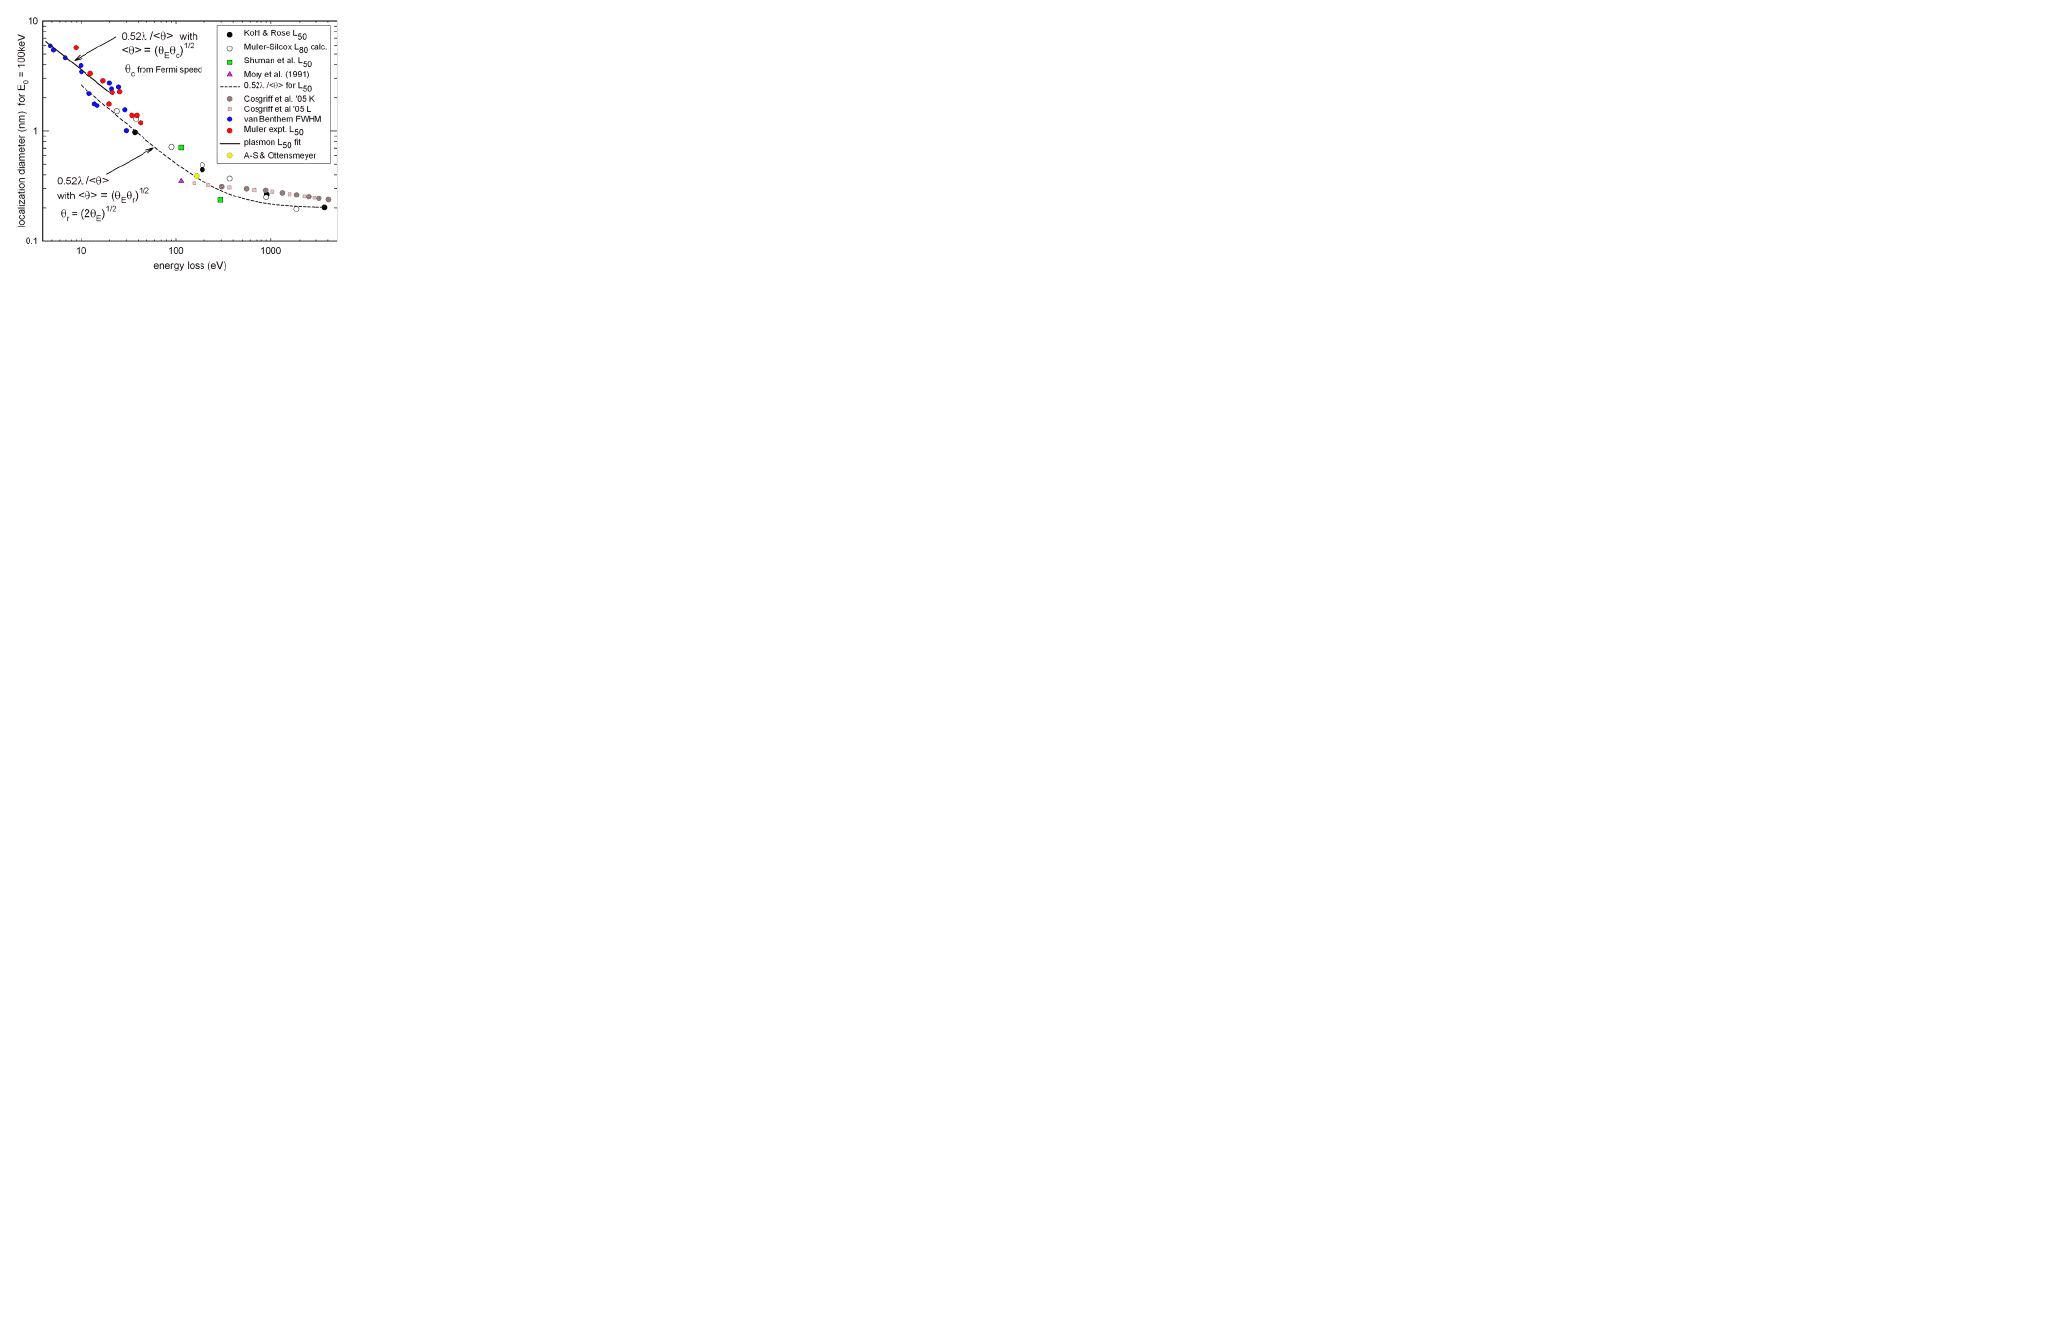 10
1
0.1
localization diameter (nm) for E0 = 100keV
0.52λ /<θ> with
<θ> = (θEθc)1/2
θc from Fermi speed
0.52λ /<θ>
with <θ> = (θEθr)1/2
θr = (2θE)1/2
Kohl & Rose L50
Muller-Silcox L80 calc.
Shuman et al. L50
Mory et al. (1991)
0.52λ /<θ> for L50
Cosgriff et al. '05 K
Cosgriff et al '05 L
van Benthem FWHM
Muller expt. L50
plasmon L50 fit
A-S & Ottensmeyer
10 100 1000
energy loss (eV)